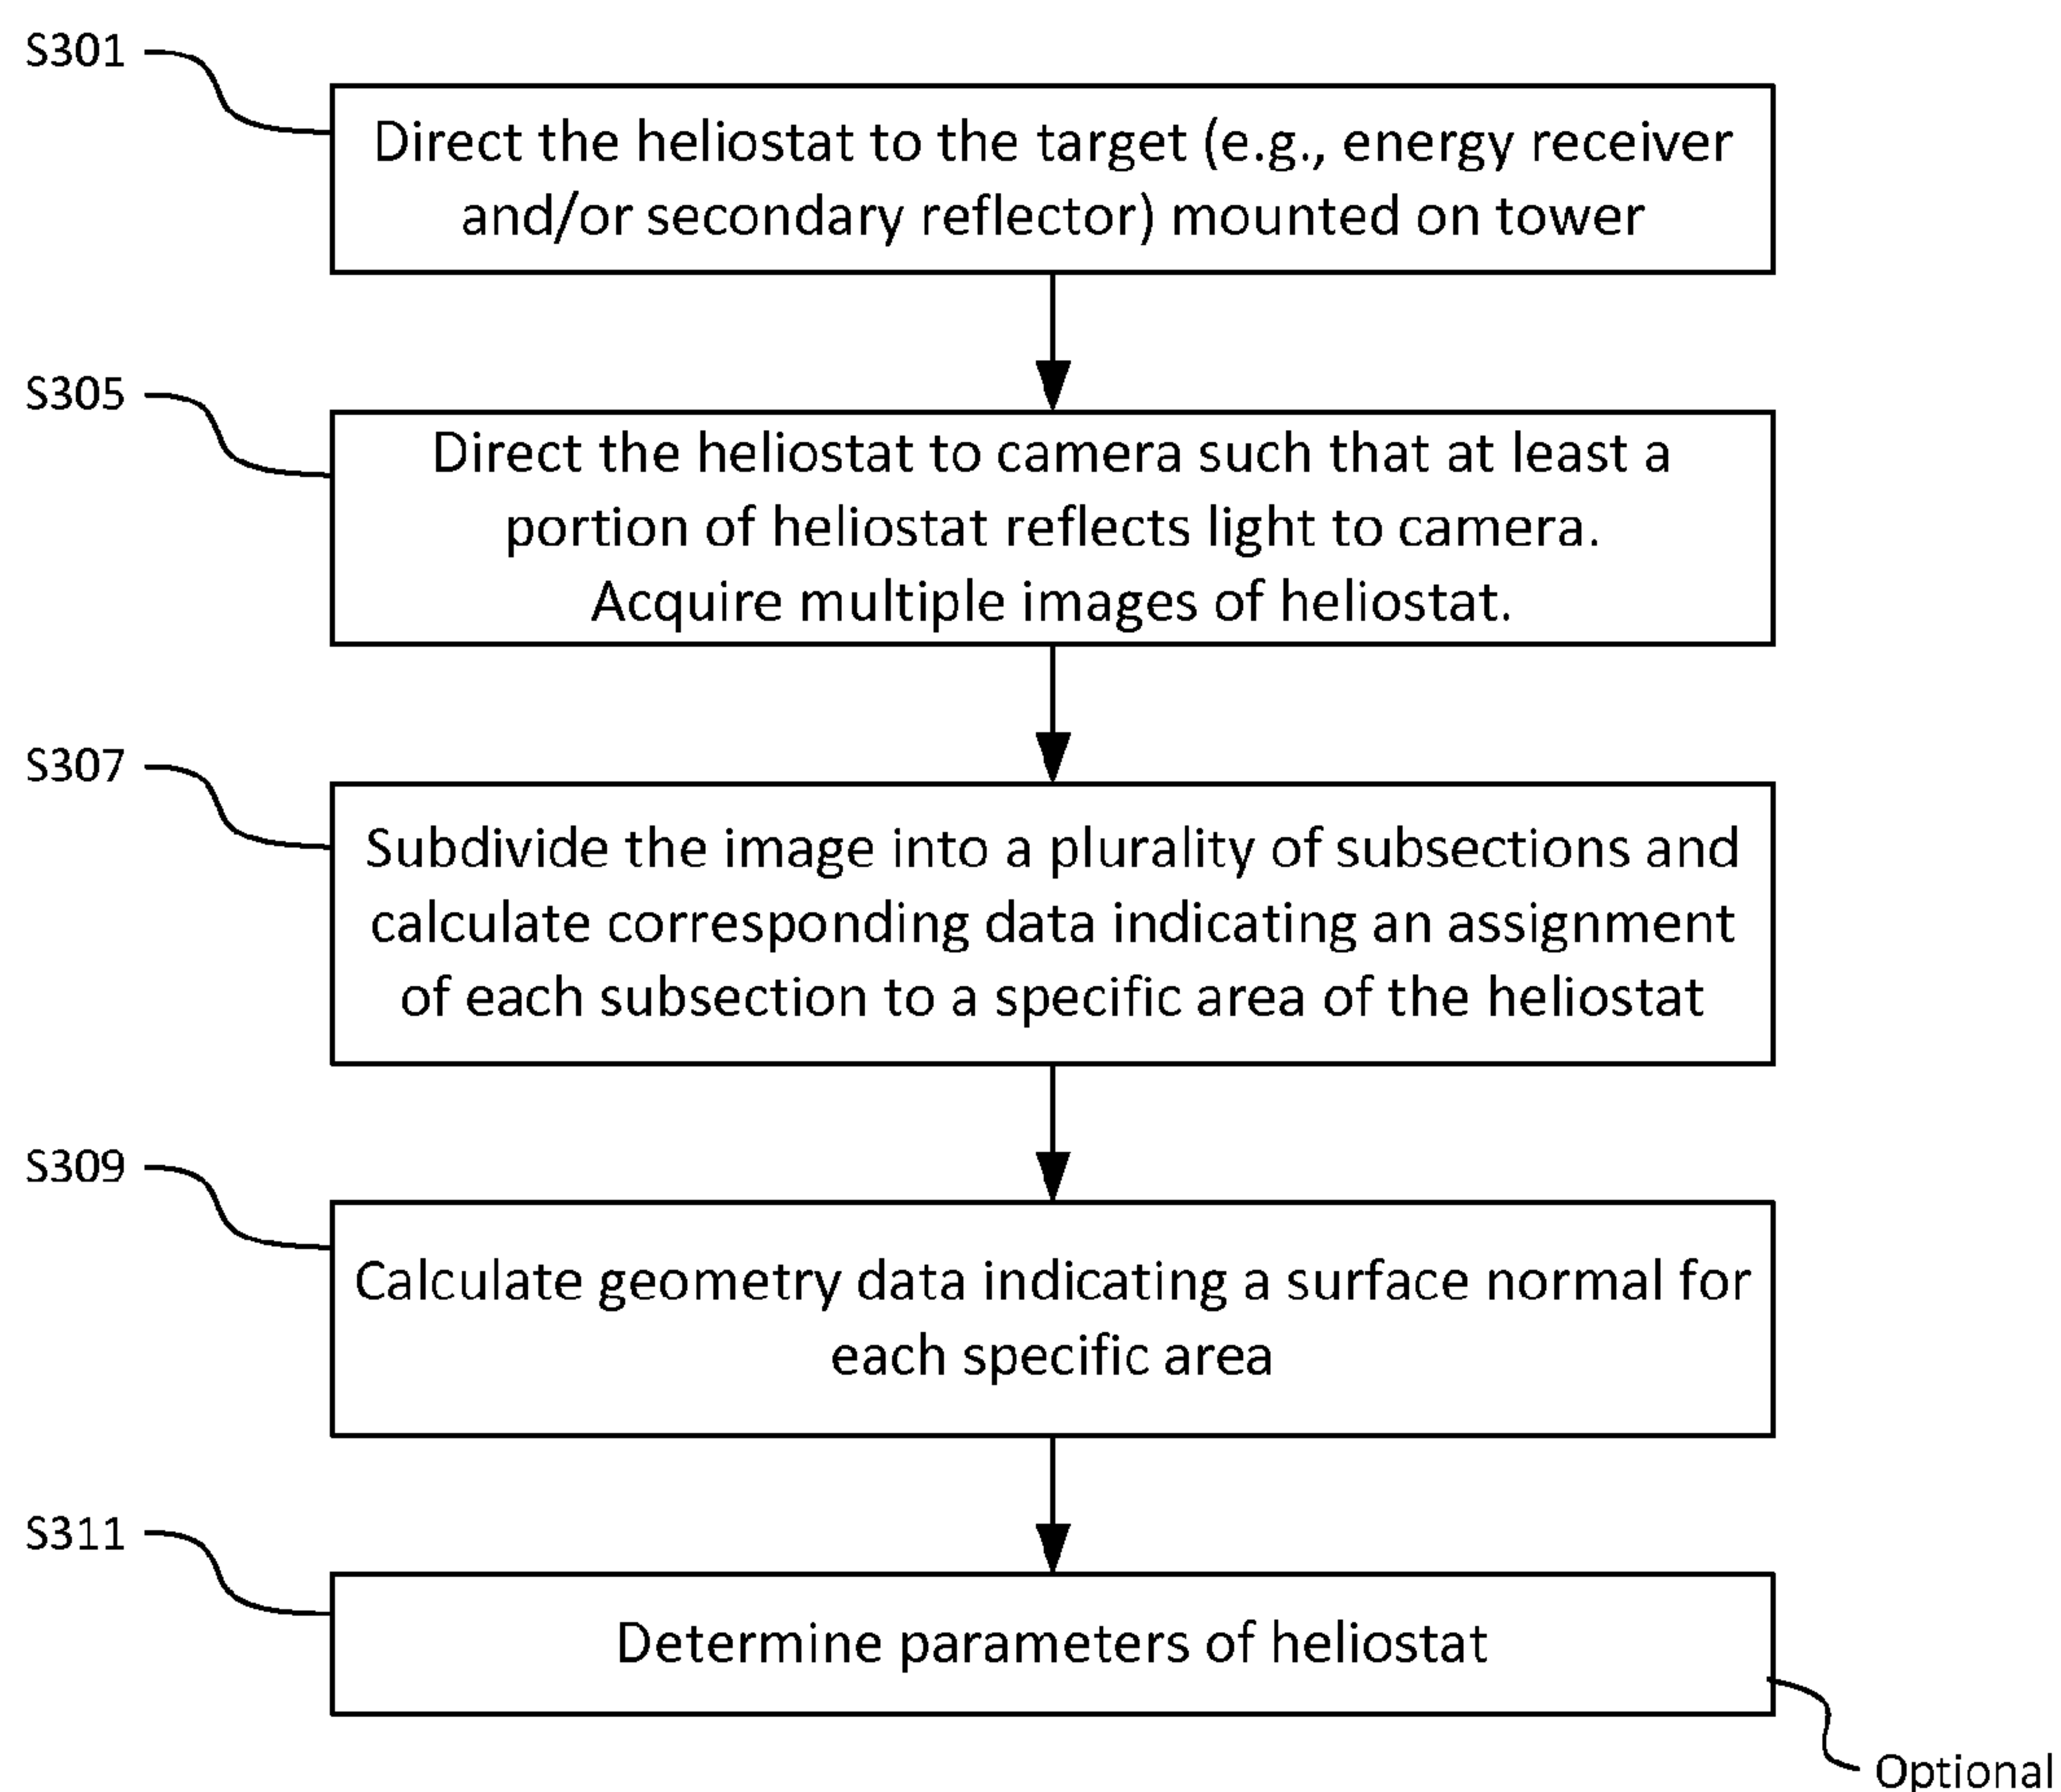 S301
Direct the heliostat to the target (e.g., energy receiver
and/or secondary reflector) mounted on tower
S305
Direct the heliostat to camera such that at least a
portion of heliostat reflects light to camera.
Acquire multiple images of heliostat.
S307
Subdivide the image into a plurality of subsections and
calculate corresponding data indicating an assignment
of each subsection to a specific area of the heliostat
S309
Calculate geometry data indicating a surface normal for
each specific area
S311
Determine parameters of heliostat
Optional